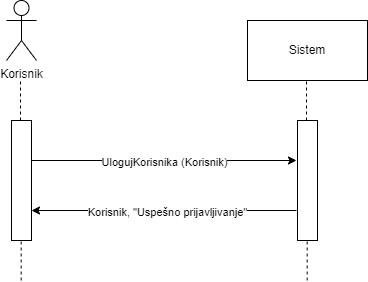 Korisnik
Sistem
UlogujKorisnika (Korisnik)
Korisnik, "Uspešno prijavljivanje"